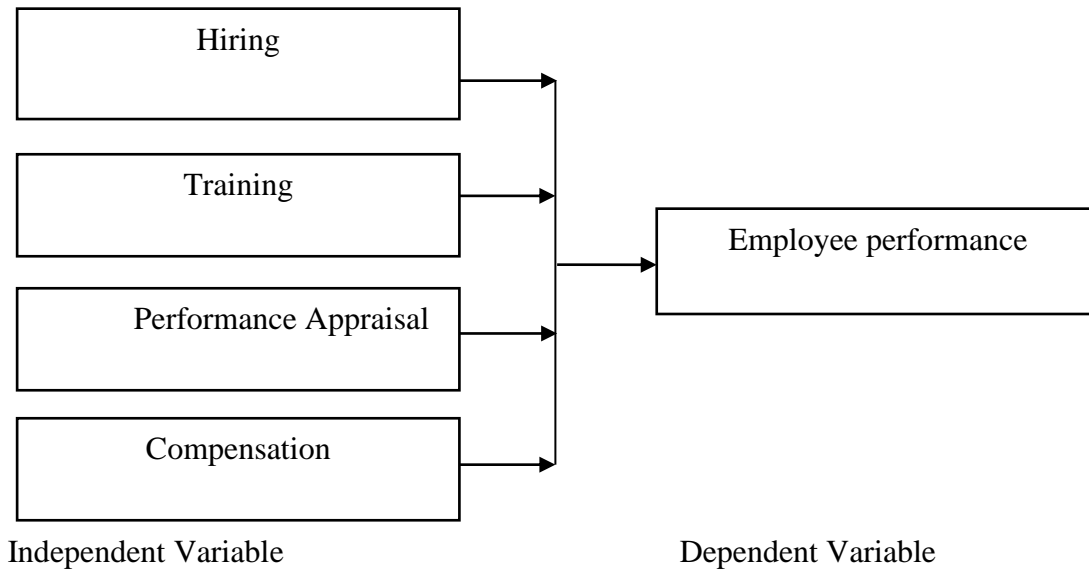 Hiring
Training
Employee performance
Performance Appraisal
Compensation
Independent Variable Dependent Variable